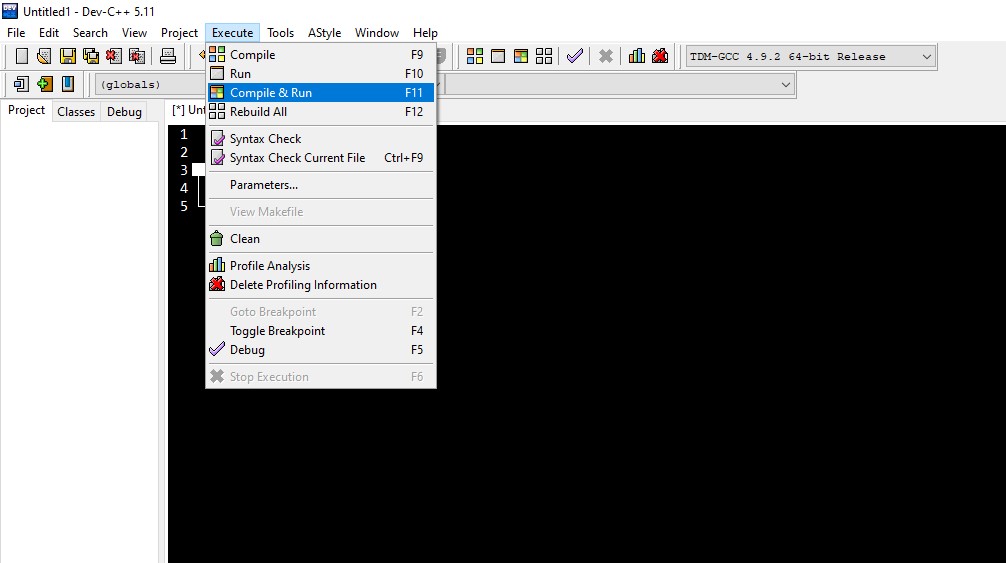 Untitled1 - Dev-C++ 5.11
File Edit Search View Project Execute Tools AStyle Window Help
TDM-GCC 4.9.2 64-bit Release
(globals)
Project Classes Debug [*] Unt
Compile F9
Run F10
Compile & Run F11
Rebuild All F12
Syntax Check
Syntax Check Current File Ctrl+F9
Parameters...
View Makefile
Clean
Profile Analysis
Delete Profiling Information
Goto Breakpoint F2
Toggle Breakpoint F4
Debug F5
Stop Execution F6
1
2
3
4
5